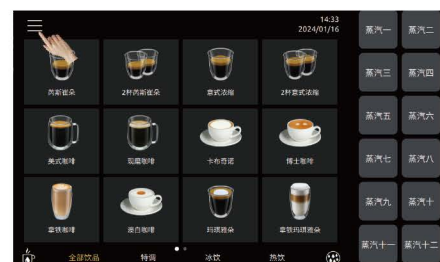 14:33
2024/01/16
芮斯崔朵
2杯芮斯崔朵
意式浓缩
2杯意式浓缩
美式咖啡
现磨咖啡
卡布奇诺
博士咖啡
拿铁咖啡
澳白咖啡
玛琪雅朵
拿铁玛琪雅朵
全部饮品
特调
冰饮
热饮
蒸汽一
蒸汽二
蒸汽三
蒸汽四
蒸汽五
蒸汽六
蒸汽七
蒸汽八
蒸汽九
蒸汽十
蒸汽十一
蒸汽十二